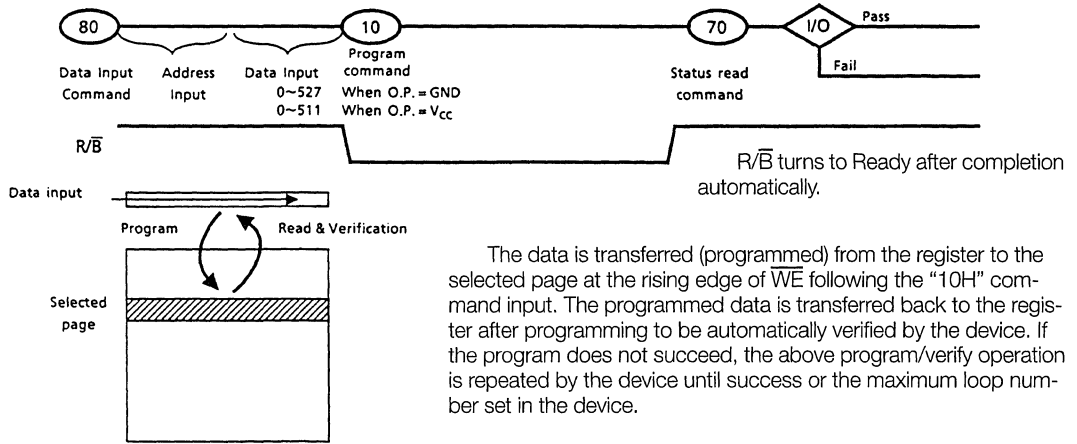 80
10
70
I/O
Pass
Fail
Data Input
Command
Address
Input
Data Input
0~527
0~511
Program
command
When O.P. = GND
When O.P. = VCC
Status read
command
R/B̅
R/B̅ turns to Ready after completion
automatically.
Data input
Program
Read & Verification
Selected
page
The data is transferred (programmed) from the register to the
selected page at the rising edge of W̅E̅ following the “10H” com-
mand input. The programmed data is transferred back to the regis-
ter after programming to be automatically verified by the device. If
the program does not succeed, the above program/verify operation
is repeated by the device until success or the maximum loop num-
ber set in the device.